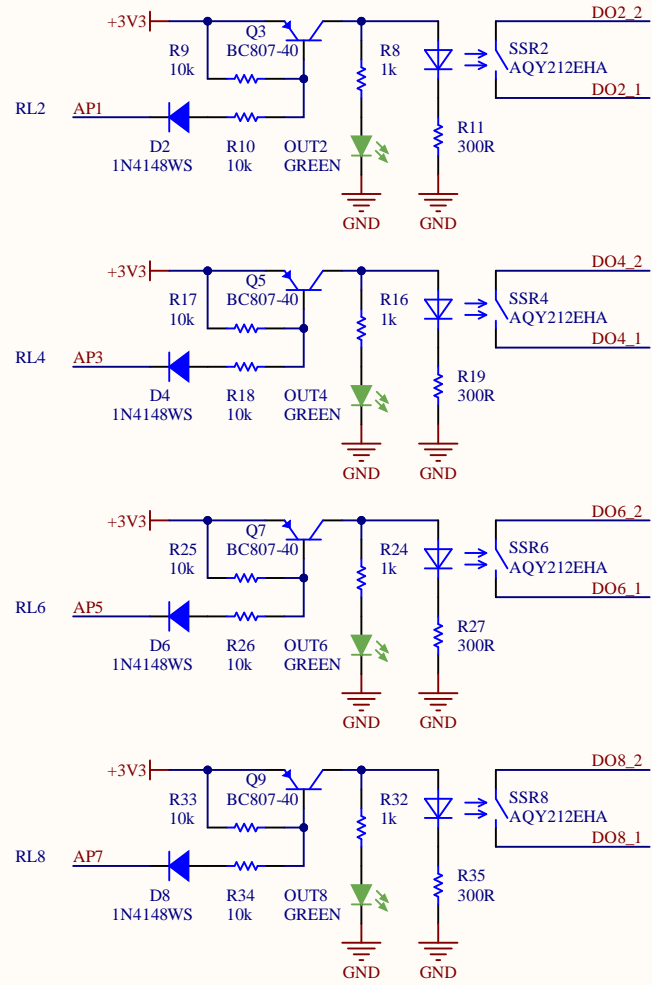 +3V3
Q3
BC807-40
R9
10k
R8
1k
SSR2
AQY212EHA
DO2_2
DO2_1
RL2
AP1
D2
1N4148WS
R10
10k
OUT2
GREEN
R11
300R
GND
GND
+3V3
Q5
BC807-40
R17
10k
R16
1k
SSR4
AQY212EHA
DO4_2
DO4_1
RL4
AP3
D4
1N4148WS
R18
10k
OUT4
GREEN
R19
300R
GND
GND
+3V3
Q7
BC807-40
R25
10k
R24
1k
SSR6
AQY212EHA
DO6_2
DO6_1
RL6
AP5
D6
1N4148WS
R26
10k
OUT6
GREEN
R27
300R
GND
GND
+3V3
Q9
BC807-40
R33
10k
R32
1k
SSR8
AQY212EHA
DO8_2
DO8_1
RL8
AP7
D8
1N4148WS
R34
10k
OUT8
GREEN
R35
300R
GND
GND